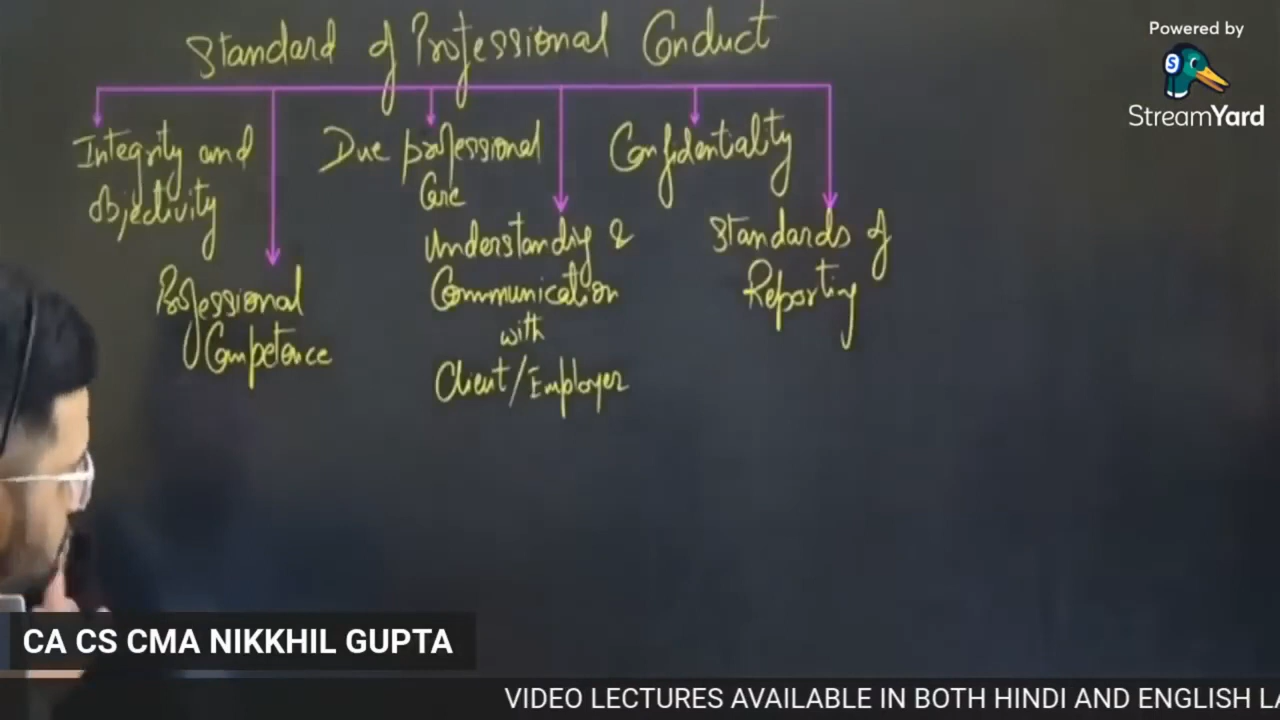 Standard of Professional Conduct
Powered by
StreamYard
Integrity and
Objectivity
Professional
Competence
Due professional
Care
Understanding &
Communication
with
Client/Employer
Confidentiality
Standards of
Reporting
CA CS CMA NIKKHIL GUPTA
VIDEO LECTURES AVAILABLE IN BOTH HINDI AND ENGLISH LA